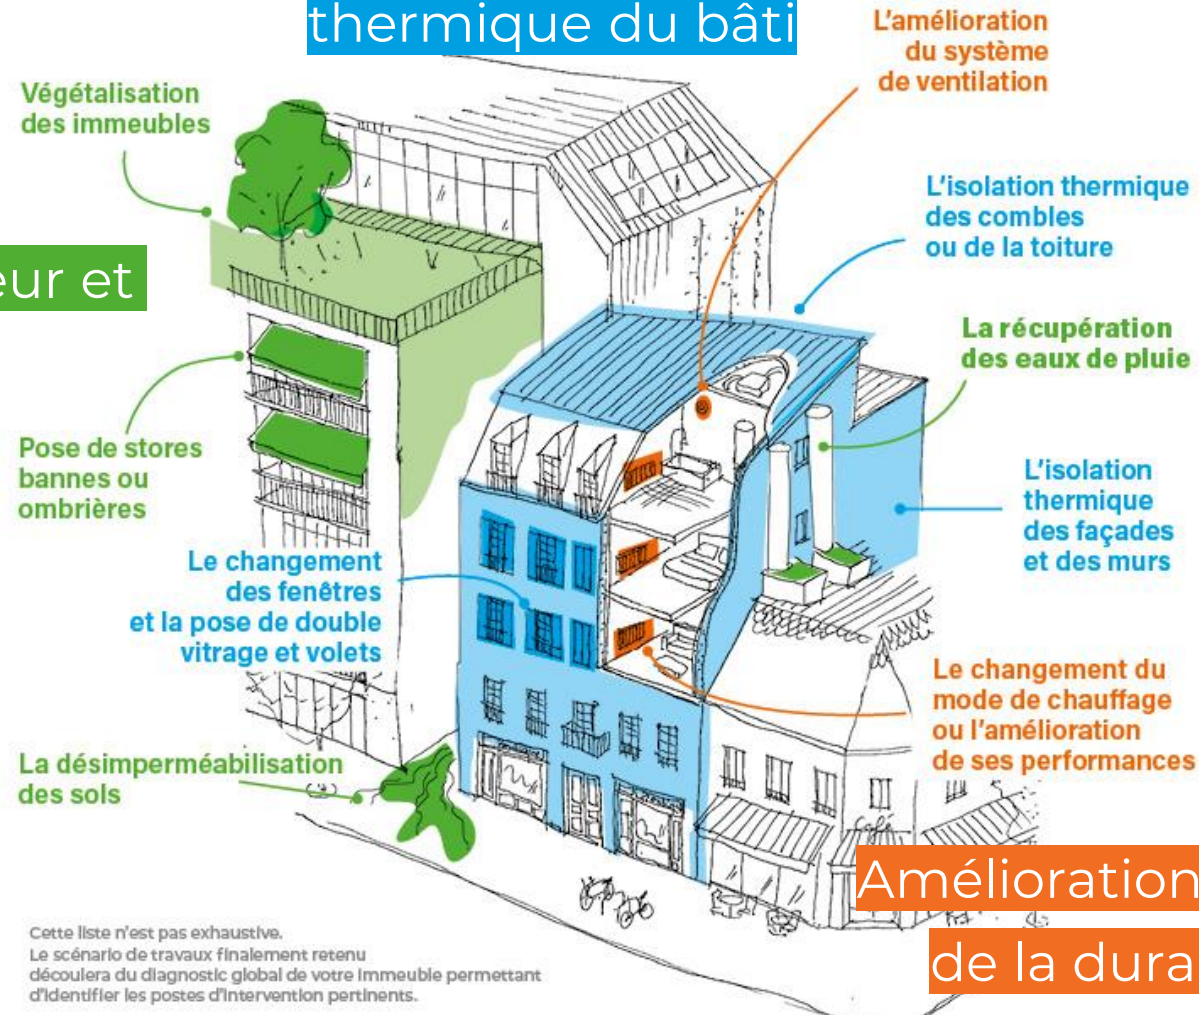 thermique du bâti
L'amélioration
du système
de ventilation
Végétalisation
des immeubles
L'isolation thermique
des combles
ou de la toiture
eur et
La récupération
des eaux de pluie
Pose de stores
bannes ou
ombrières
L'isolation
thermique
des façades
et des murs
Le changement
des fenêtres
et la pose de double
vitrage et volets
Le changement du
mode de chauffage
ou l'amélioration
de ses performances
La désimperméabilisation
des sols
Café
Amélioration
de la dura
Cette liste n'est pas exhaustive.
Le scénario de travaux finalement retenu
découlera du diagnostic global de votre immeuble permettant
d'identifier les postes d'intervention pertinents.